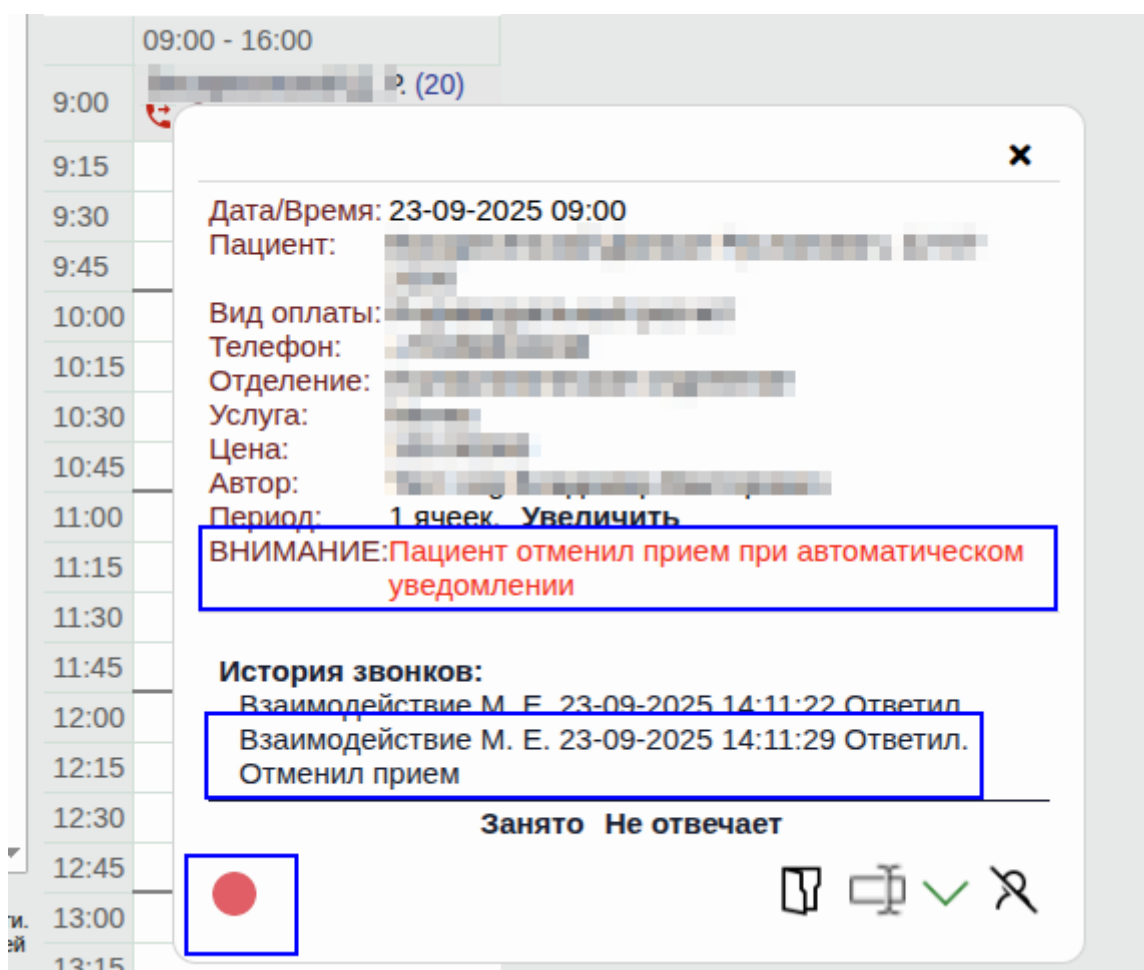 09:00 - 16:00
9:00
Р. (20)
9:15
9:30
9:45
10:00
10:15
10:30
10:45
11:00
11:15
11:30
11:45
12:00
12:15
12:30
12:45
13:00
13:15
ти.
ей
×
Дата/Время: 23-09-2025 09:00
Пациент:
Вид оплаты:
Телефон:
Отделение:
Услуга:
Цена:
Автор:
Период: 1 ячеек. Увеличить
ВНИМАНИЕ:Пациент отменил прием при автоматическом
уведомлении
История звонков:
Взаимодействие М. Е. 23-09-2025 14:11:22 Ответил
Взаимодействие М. Е. 23-09-2025 14:11:29 Ответил.
Отменил прием
Занято Не отвечает